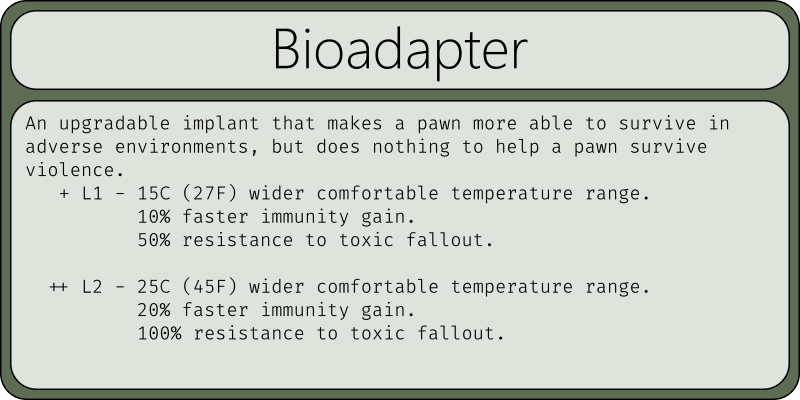 Bioadapter
An upgradable implant that makes a pawn more able to survive in
adverse environments, but does nothing to help a pawn survive
violence.
+ L1 - 15C (27F) wider comfortable temperature range.
10% faster immunity gain.
50% resistance to toxic fallout.
++ L2 - 25C (45F) wider comfortable temperature range.
20% faster immunity gain.
100% resistance to toxic fallout.